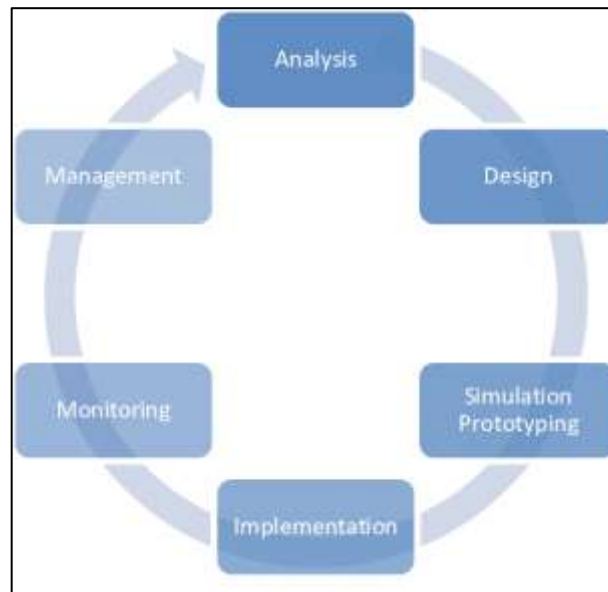 Analysis
Design
Simulation
Prototyping
Implementation
Monitoring
Management